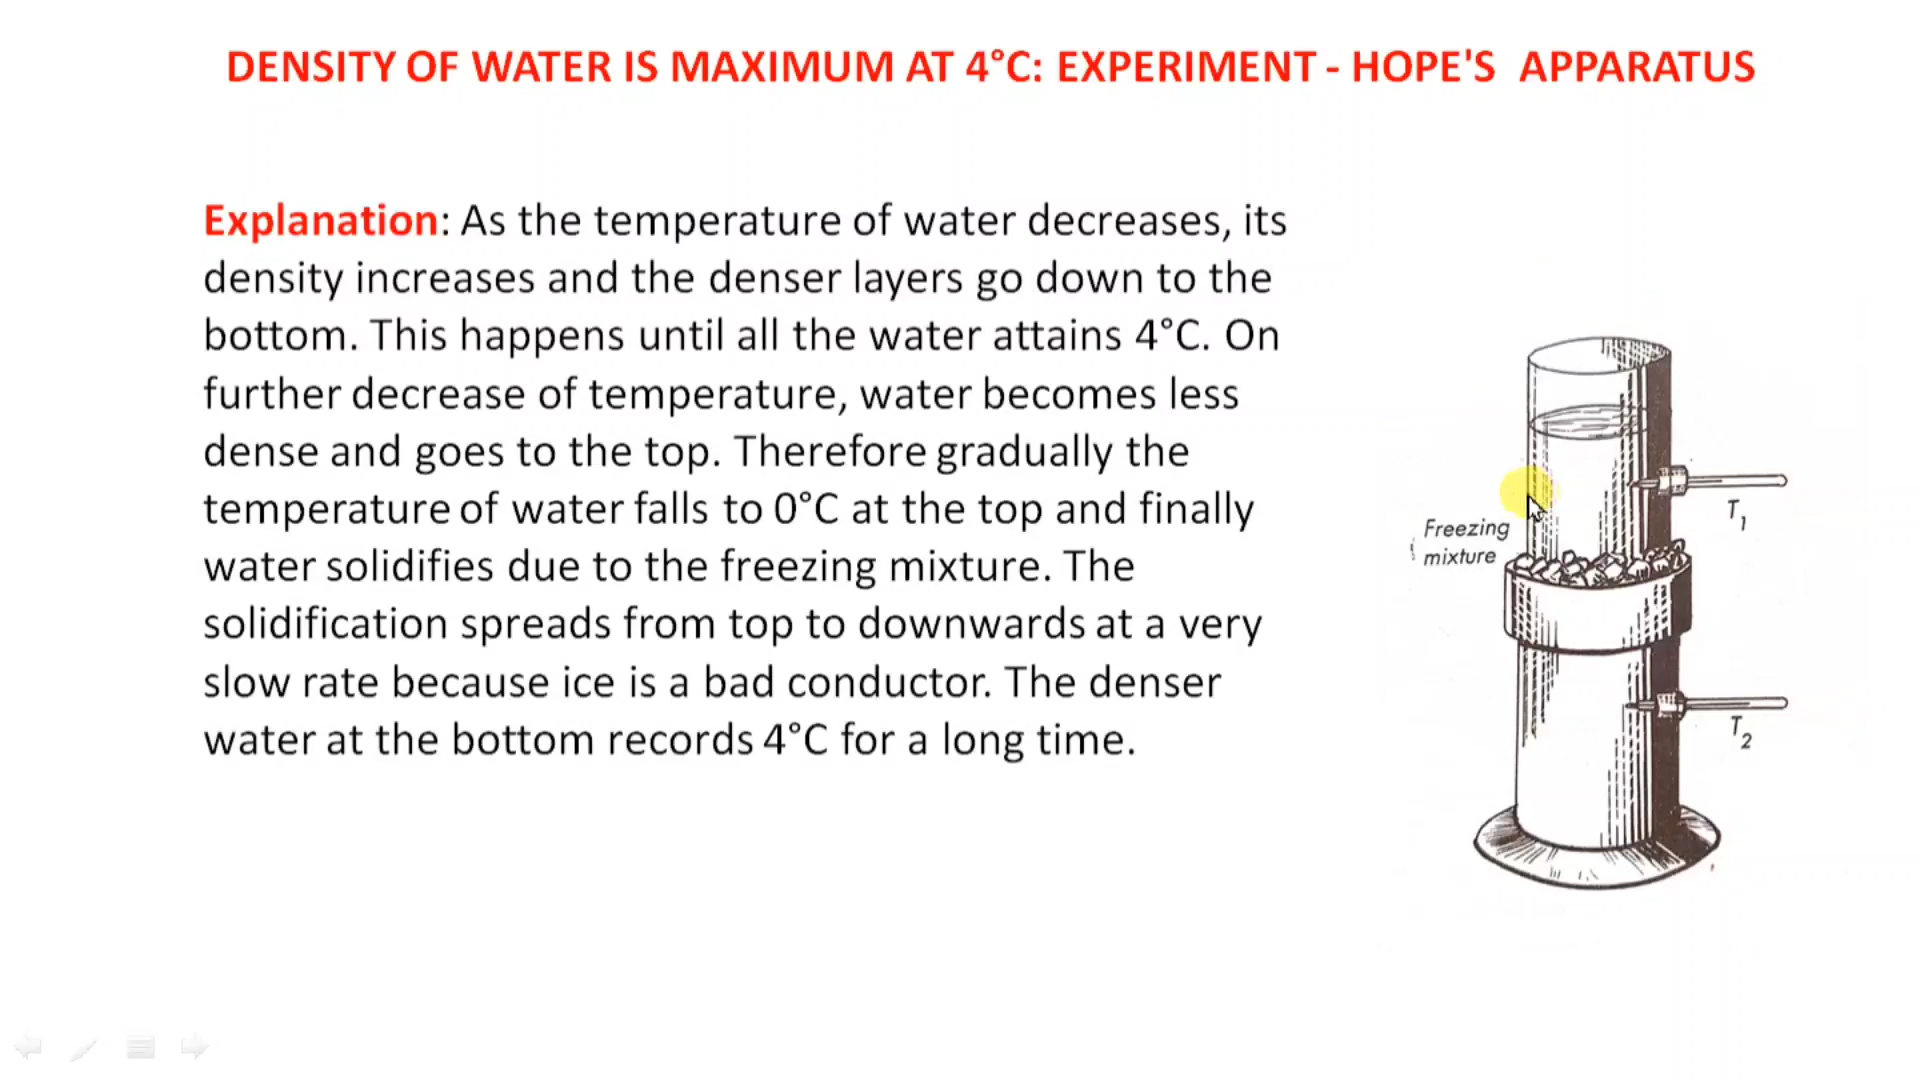 DENSITY OF WATER IS MAXIMUM AT 4°C: EXPERIMENT - HOPE'S APPARATUS
Explanation: As the temperature of water decreases, its
density increases and the denser layers go down to the
bottom. This happens until all the water attains 4°C. On
further decrease of temperature, water becomes less
dense and goes to the top. Therefore gradually the
temperature of water falls to 0°C at the top and finally
water solidifies due to the freezing mixture. The
solidification spreads from top to downwards at a very
slow rate because ice is a bad conductor. The denser
water at the bottom records 4°C for a long time.
Freezing
mixture
T1
T2